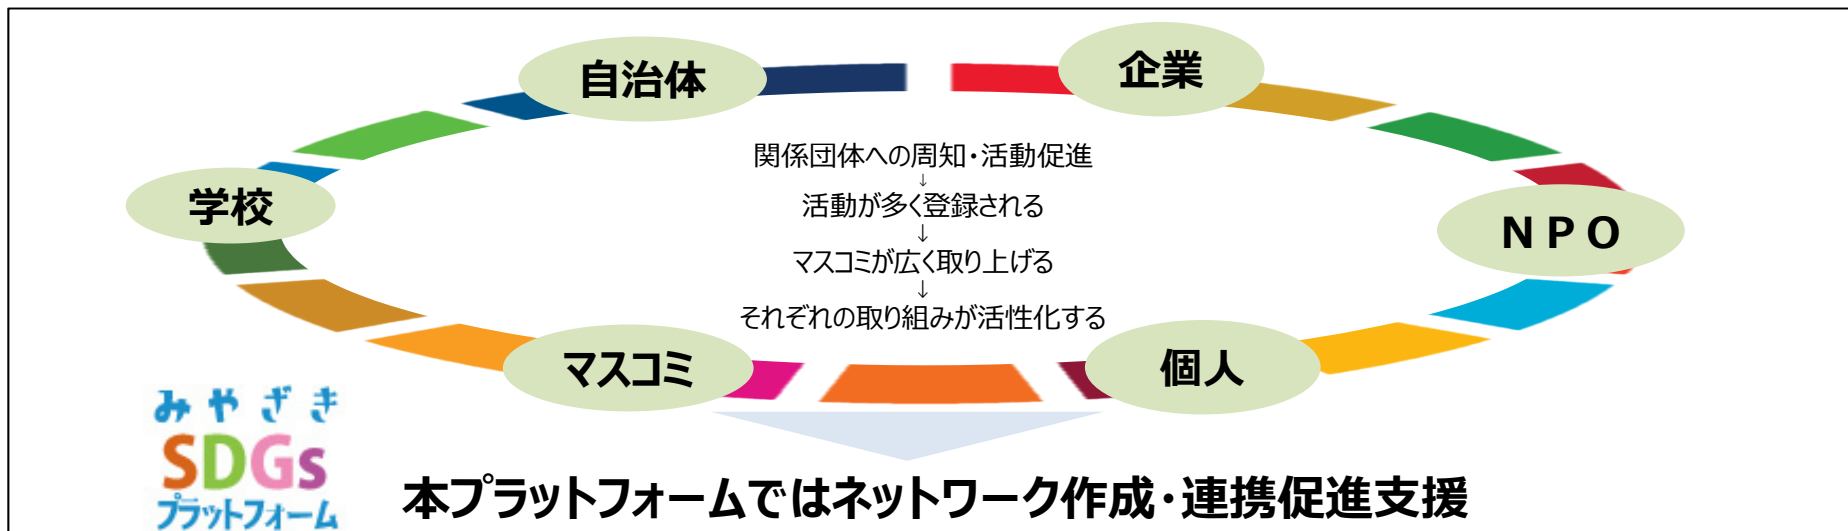 自治体
企業
学校
関係団体への周知・活動促進
↓
活動が多く登録される
↓
マスコミが広く取り上げる
↓
それぞれの取り組みが活性化する
ＮＰＯ
マスコミ
個人
みやざき
SDGs
プラットフォーム
本プラットフォームではネットワーク作成・連携促進支援